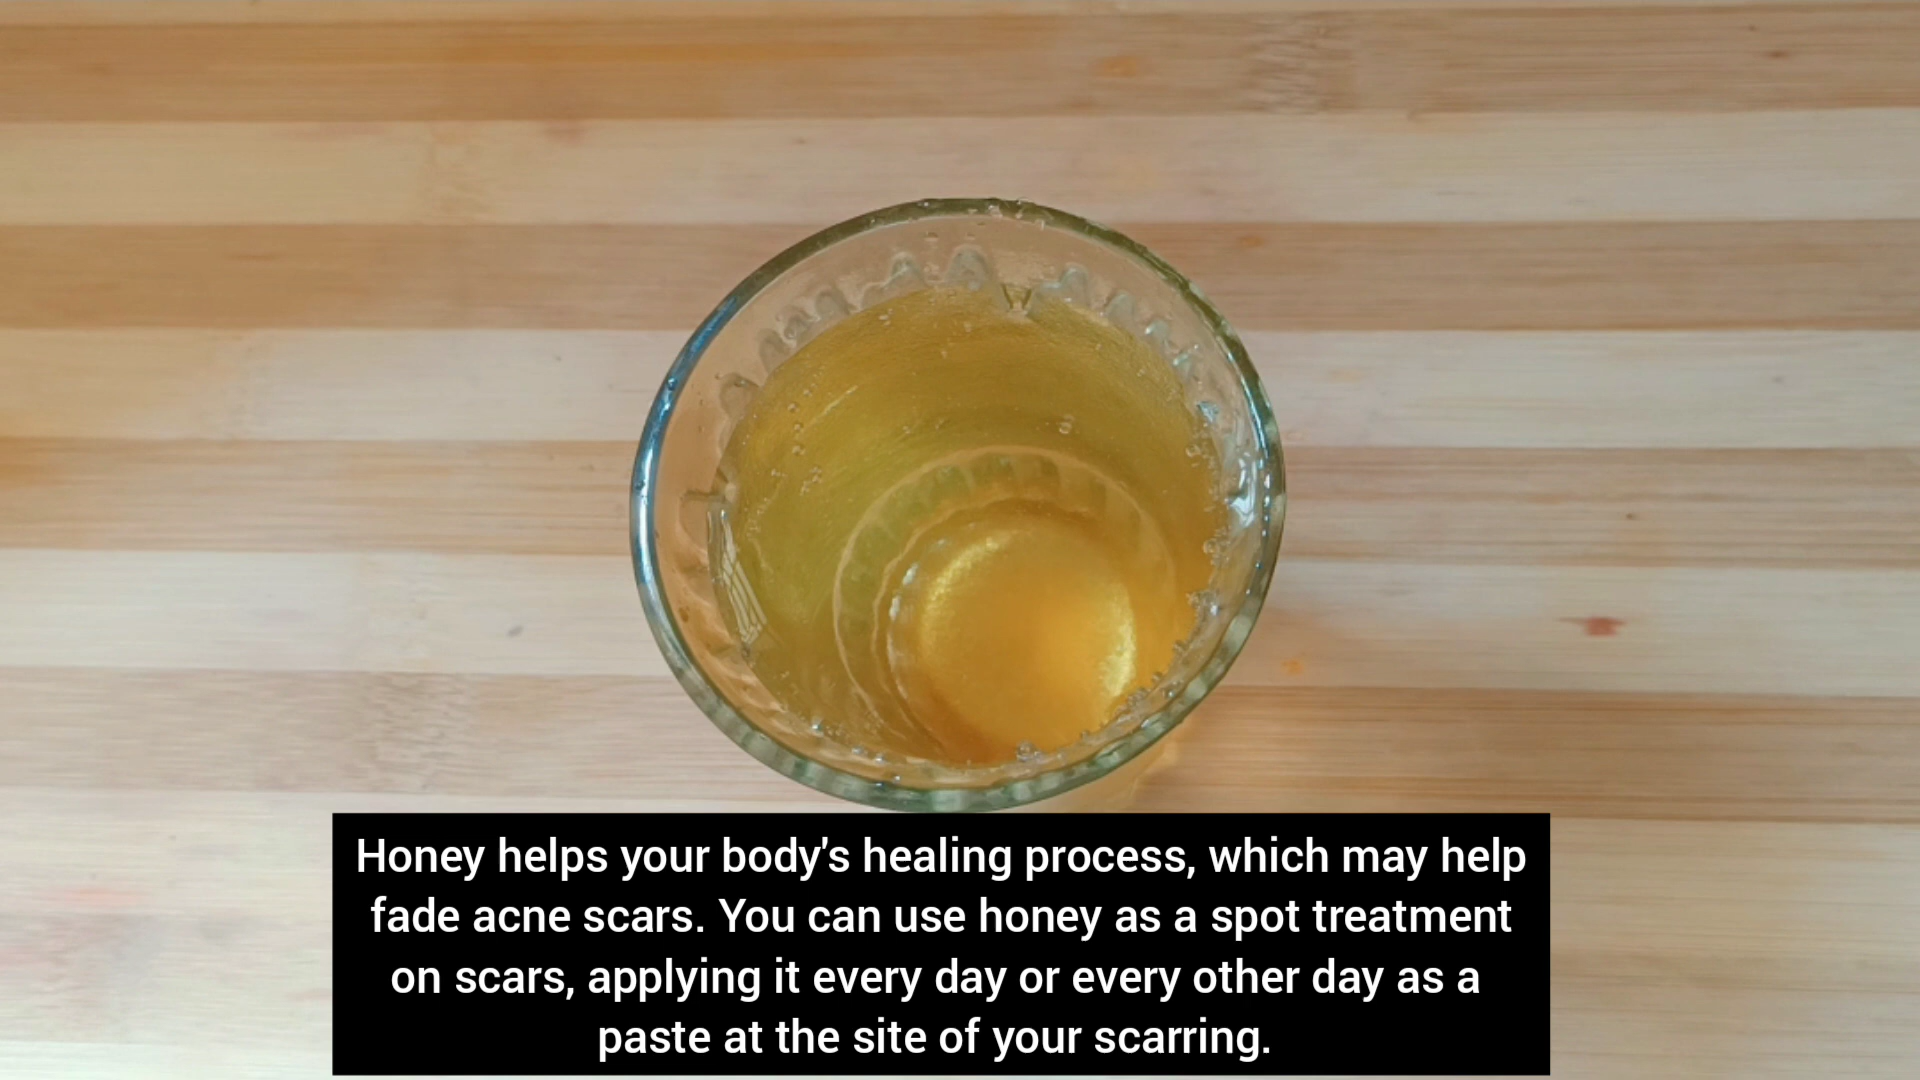 Honey helps your body's healing process, which may help
fade acne scars. You can use honey as a spot treatment
on scars, applying it every day or every other day as a
paste at the site of your scarring.